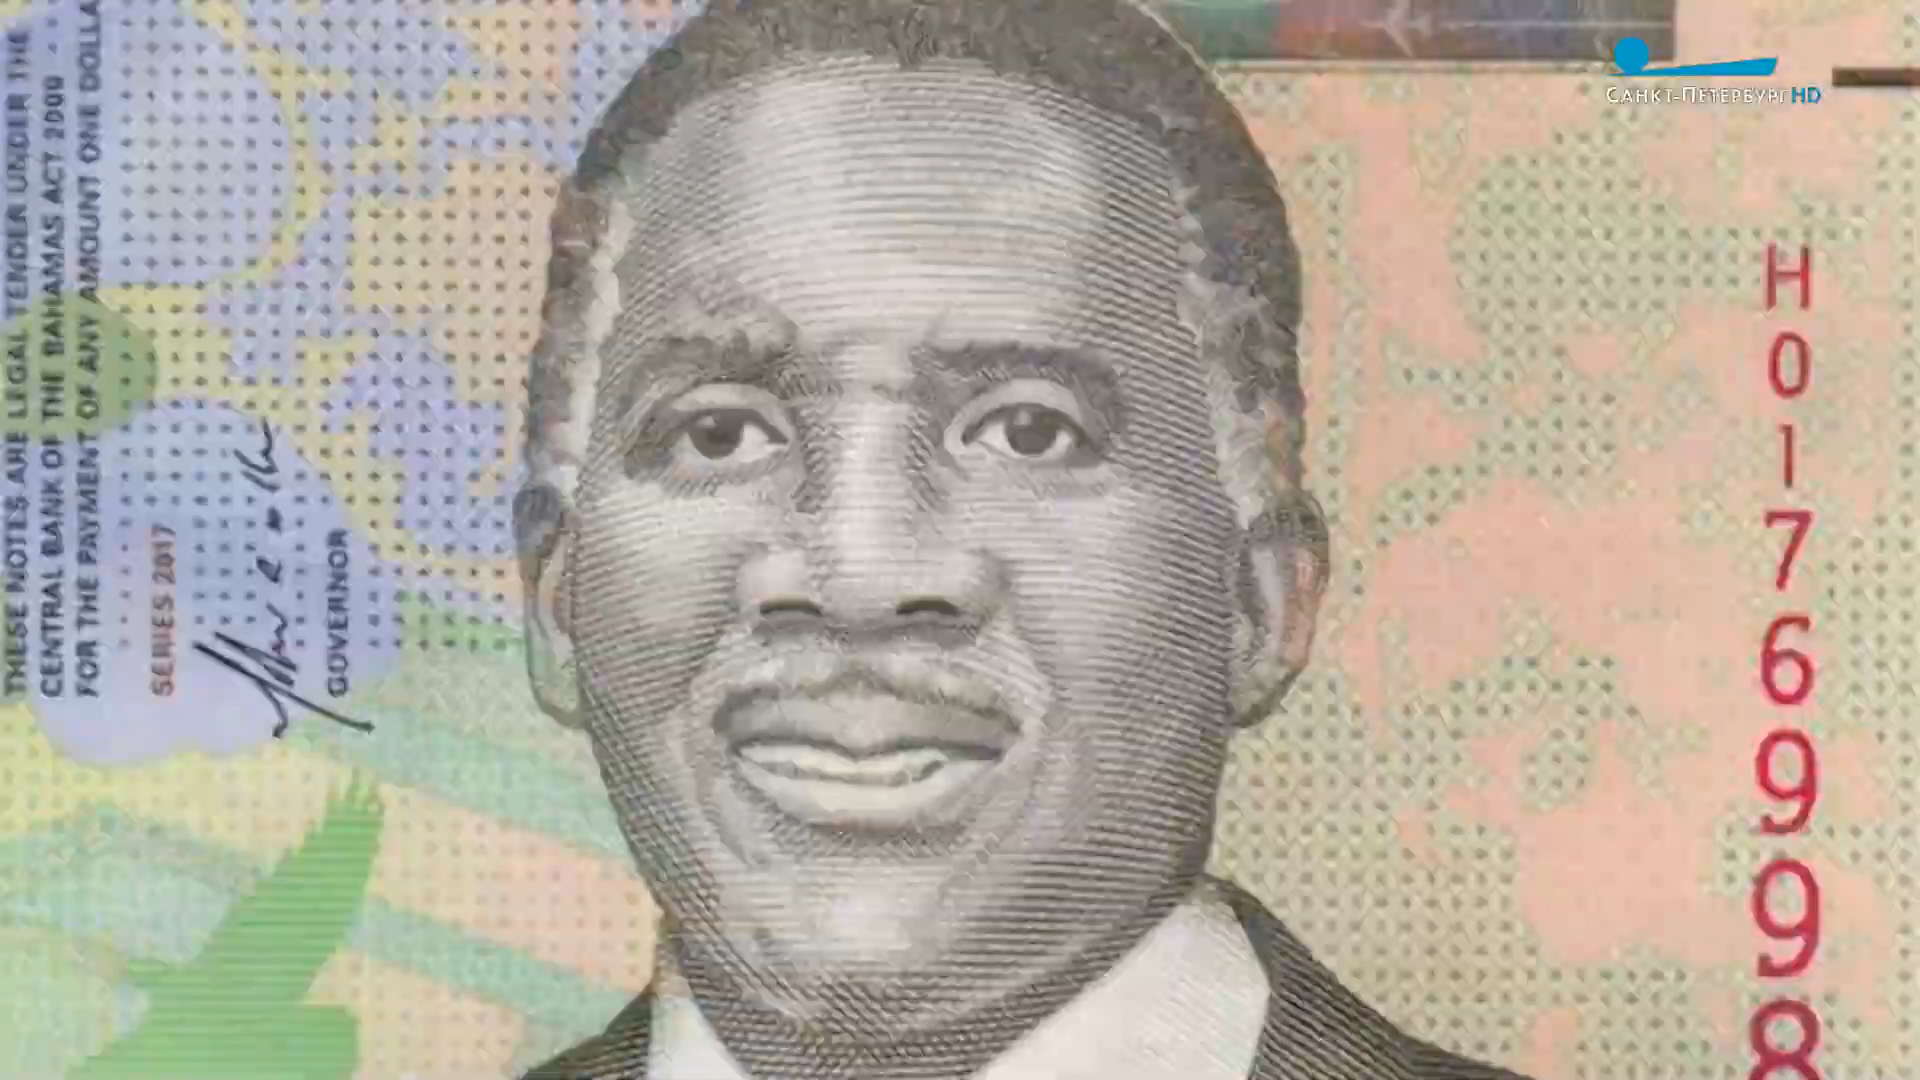 THESE NOTES ARE LEGAL TENDER UNDER THE
CENTRAL BANK OF THE BAHAMAS ACT 2000
FOR THE PAYMENT OF ANY AMOUNT ONE DOLLA
SERIES 2017
GOVERNOR
САНКТ-ПЕТЕРБУРГ HD
H0176998